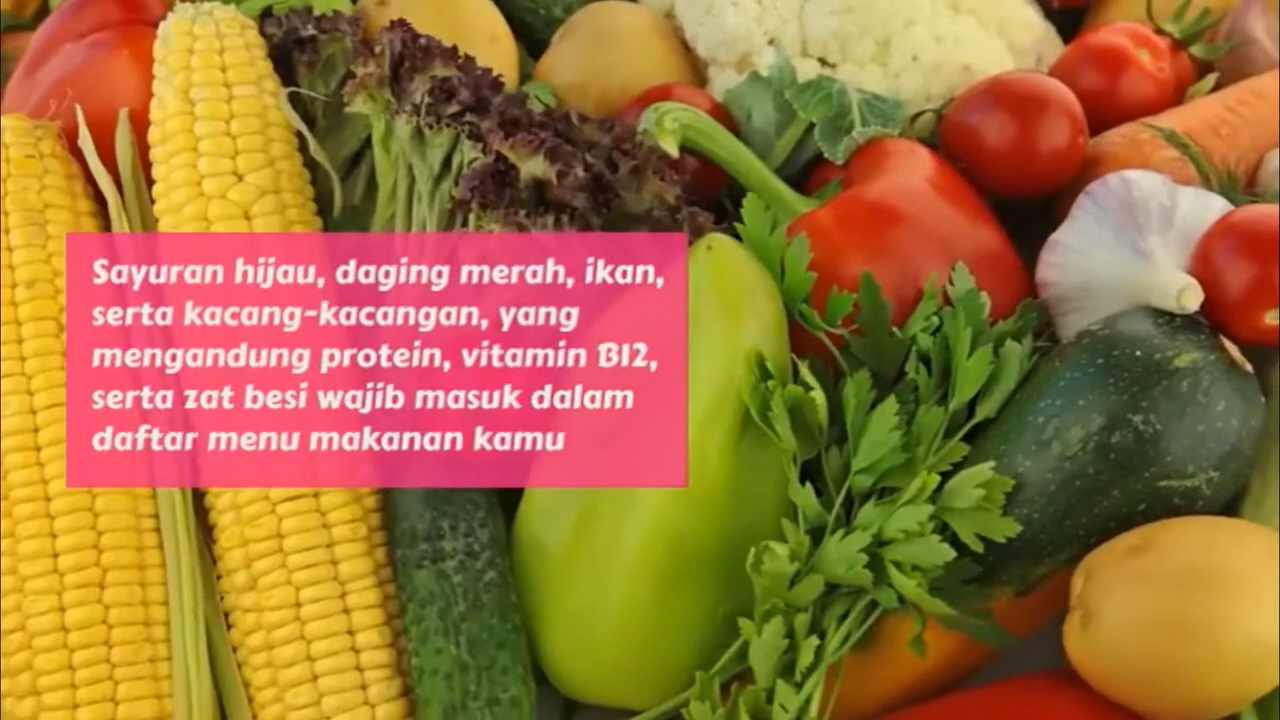 Sayuran hijau, daging merah, ikan,
serta kacang-kacangan, yang
mengandung protein, vitamin B12,
serta zat besi wajib masuk dalam
daftar menu makanan kamu